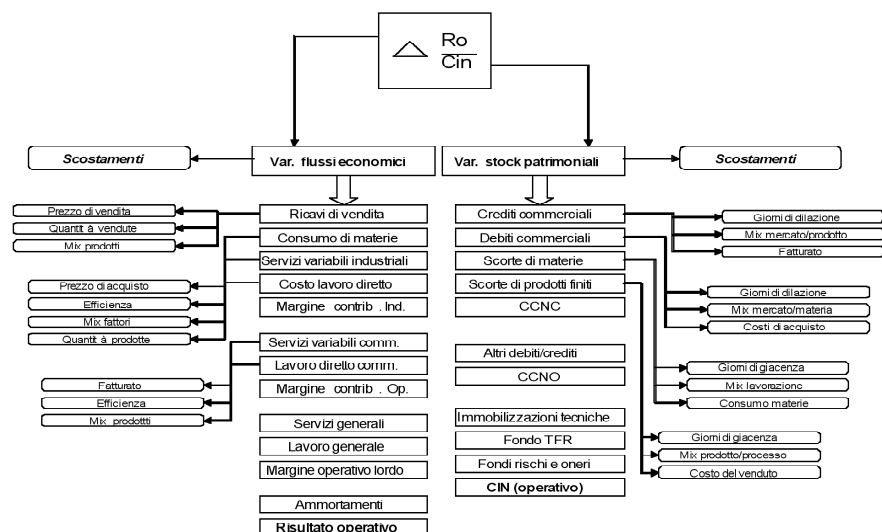 Ro
Cin
Scostamenti
Var. flussi economici
Var. stock patrimoniali
Scostamenti
Prezzo di vendita
Quantit à vendute
Mix prodotti
Prezzo di acquisto
Efficienza
Mix fattori
Quantit à prodotte
Fatturato
Efficienza
Mix prodottti
Ricavi di vendita
Consumo di materie
Servizi variabili industriali
Costo lavoro diretto
Margine contrib . Ind.
Servizi variabili comm.
Lavoro diretto comm.
Margine contrib . Op.
Servizi generali
Lavoro generale
Margine operativo lordo
Ammortamenti
Risultato operativo
Crediti commerciali
Debiti commerciali
Scorte di materie
Scorte di prodotti finiti
CCNC
Altri debiti/crediti
CCNO
Immobilizzazioni tecniche
Fondo TFR
Fondi rischi e oneri
CIN (operativo)
Giorni di dilazione
Mix mercato/prodotto
Fatturato
Giorni di dilazione
Mix mercato/materia
Costi di acquisto
Giorni di giacenza
Mix lavorazione
Consumo materie
Giorni di giacenza
Mix prodotto/processo
Costo del venduto